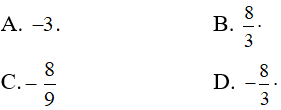 A. –3. B. 8/3·
C. – 8/9 D. –8/3·